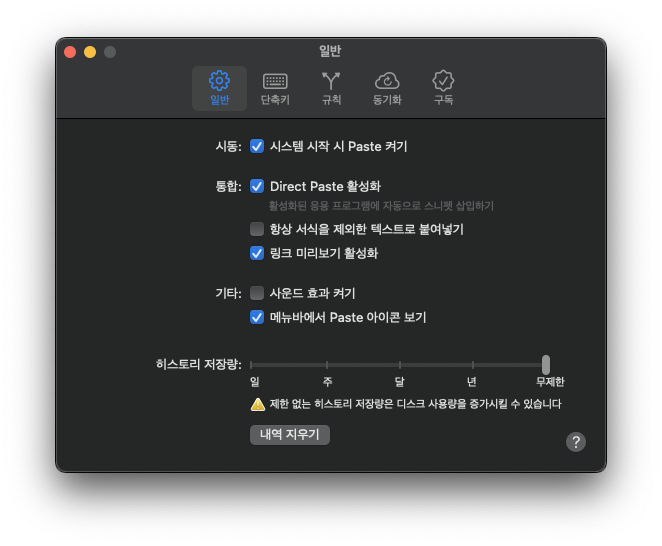 일반
일반 단축키 규칙 동기화 구독
시동: 시스템 시작 시 Paste 켜기
통합: Direct Paste 활성화
활성화된 응용 프로그램에 자동으로 스니펫 삽입하기
항상 서식을 제외한 텍스트로 붙여넣기
링크 미리보기 활성화
기타: 사운드 효과 켜기
메뉴바에서 Paste 아이콘 보기
히스토리 저장량:
일 주 달 년 무제한
제한 없는 히스토리 저장량은 디스크 사용량을 증가시킬 수 있습니다
내역 지우기
?